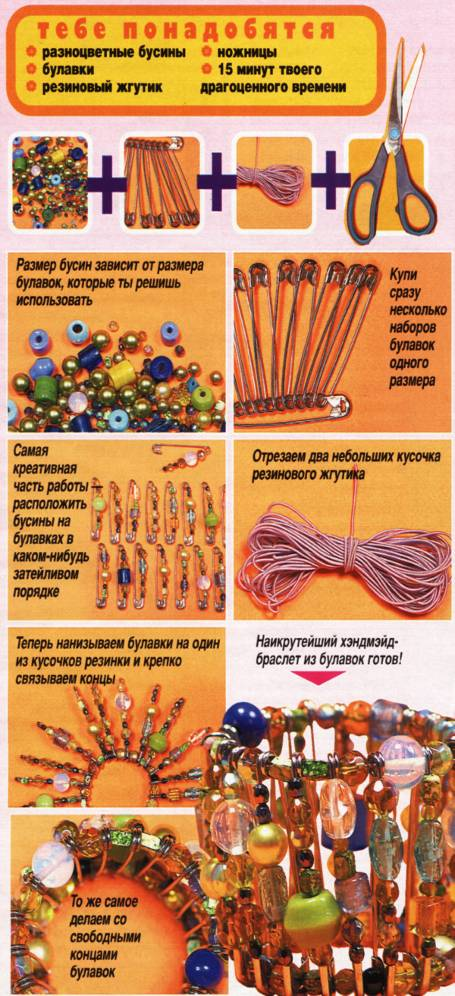 тебе понадобятся
разноцветные бусины
булавки
резиновый жгутик
ножницы
15 минут твоего
драгоценного времени
Размер бусин зависит от размера
булавок, которые ты решишь
использовать
Купи
сразу
несколько
наборов
булавок
одного
размера
Самая
креативная
часть работы
расположить
бусины на
булавках в
каком-нибудь
затейливом
порядке
Отрезаем два небольших кусочка
резинового жгутика
Теперь нанизываем булавки на один
из кусочков резинки и крепко
связываем концы
Наикрутейший хэндмэйд-
браслет из булавок готов!
То же самое
делаем со
свободными
концами
булавок